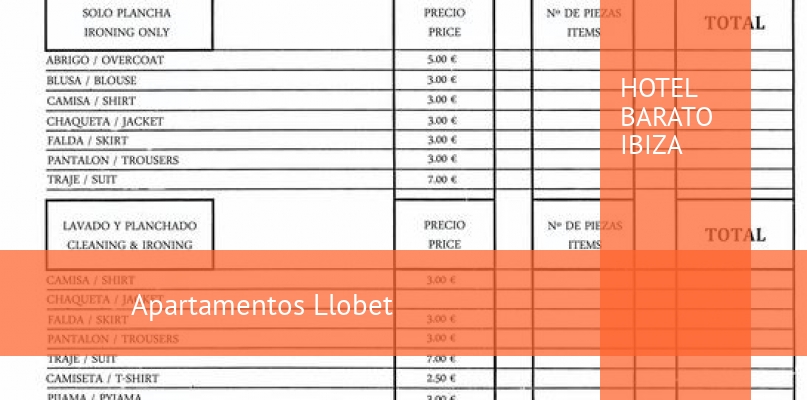 SOLO PLANCHA
IRONING ONLY
PRECIO
PRICE
Nº DE PIEZAS
ITEMS
TOTAL
ABRIGO / OVERCOAT 5.00 €
BLUSA / BLOUSE 3.00 €
CAMISA / SHIRT 3.00 €
CHAQUETA / JACKET 3.00 €
FALDA / SKIRT 3.00 €
PANTALON / TROUSERS 3.00 €
TRAJE / SUIT 7.00 €
HOTEL
BARATO
IBIZA
LAVADO Y PLANCHADO
CLEANING & IRONING
PRECIO
PRICE
Nº DE PIEZAS
ITEMS
TOTAL
CAMISA / SHIRT 3.00 €
CHAQUETA / JACKET
Apartamentos Llobet
FALDA / SKIRT 3.00 €
PANTALON / TROUSERS 3.00 €
TRAJE / SUIT 7.00 €
CAMISETA / T-SHIRT 2.50 €
PIJAMA / PYJAMA 3.00 €